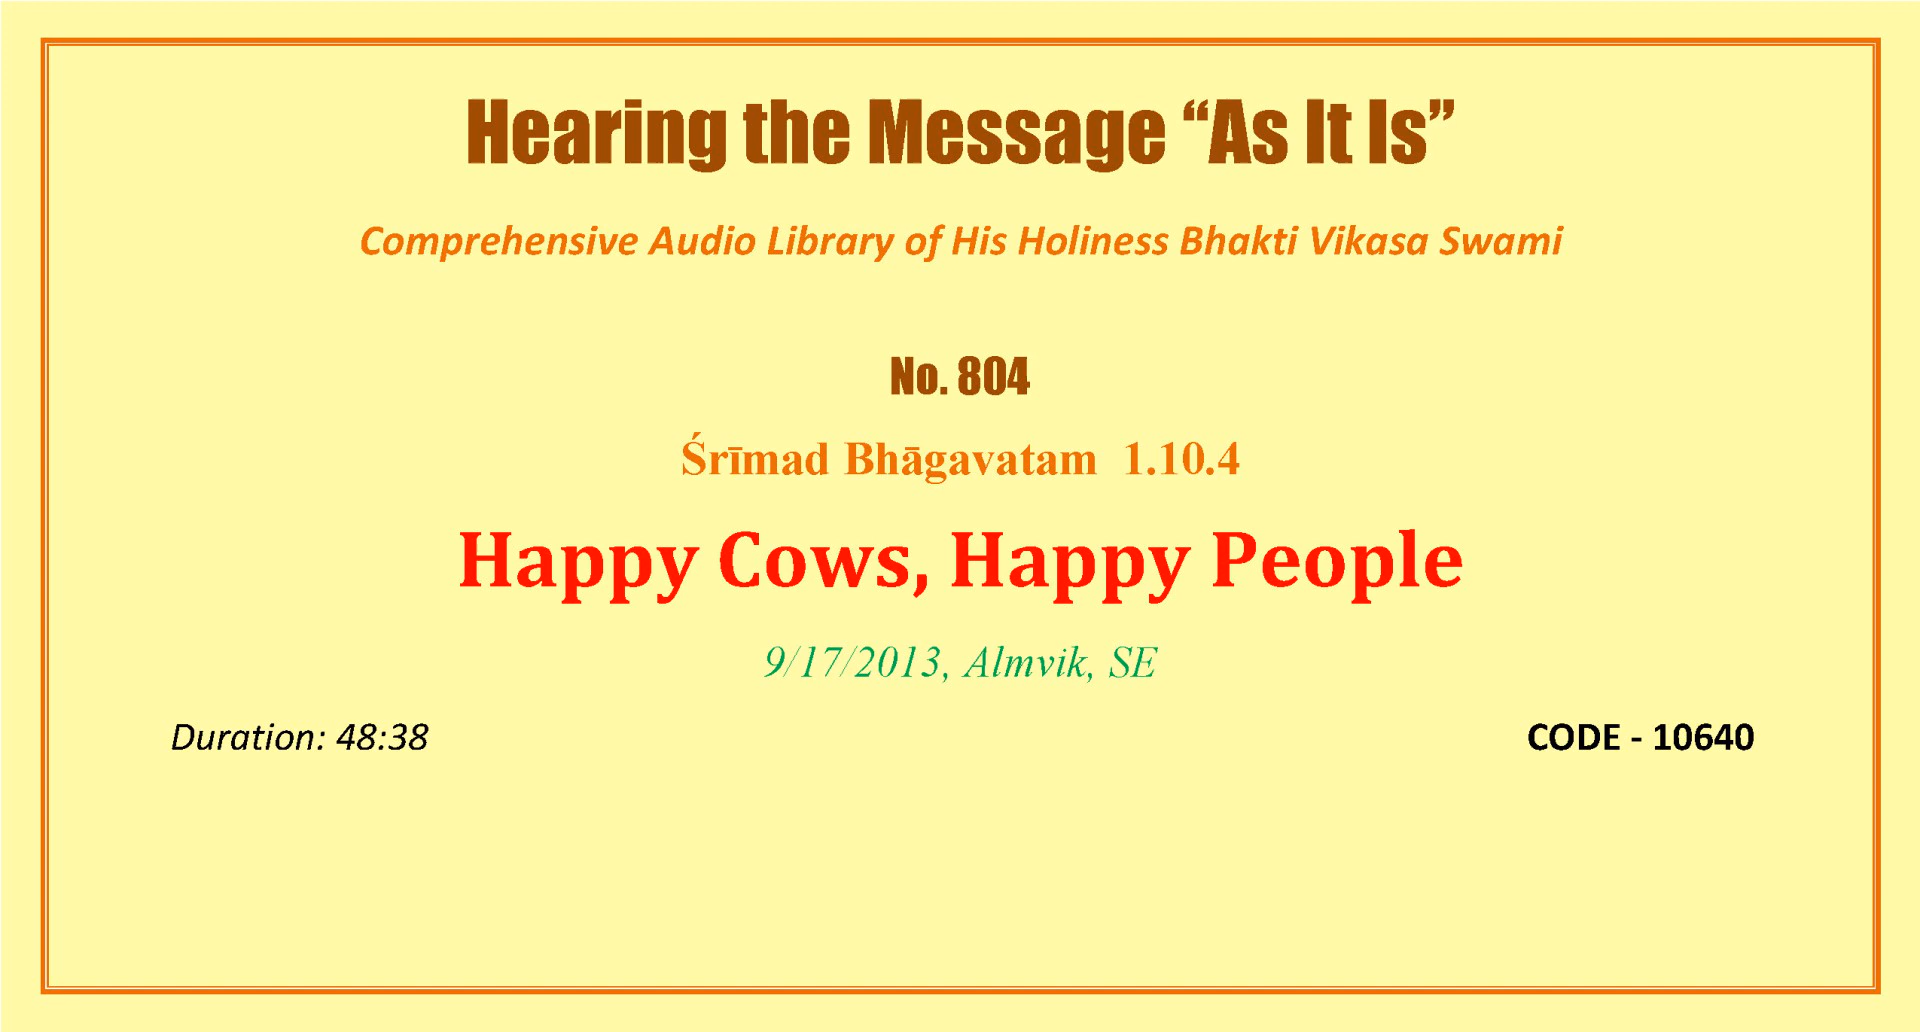 Hearing the Message “As It Is”
Comprehensive Audio Library of His Holiness Bhakti Vikasa Swami
No. 804
Śrīmad Bhāgavatam 1.10.4
Happy Cows, Happy People
9/17/2013, Almvik, SE
Duration: 48:38
CODE - 10640